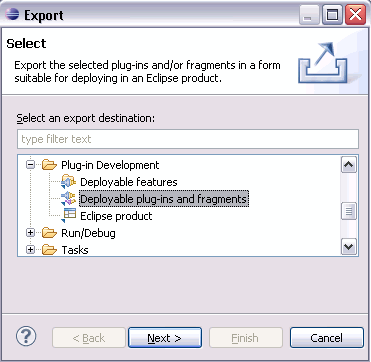 Export
Select
Export the selected plug-ins and/or fragments in a form
suitable for deploying in an Eclipse product.
Select an export destination:
type filter text
Plug-in Development
Deployable features
Deployable plug-ins and fragments
Eclipse product
Run/Debug
Tasks
?
< Back
Next >
Finish
Cancel